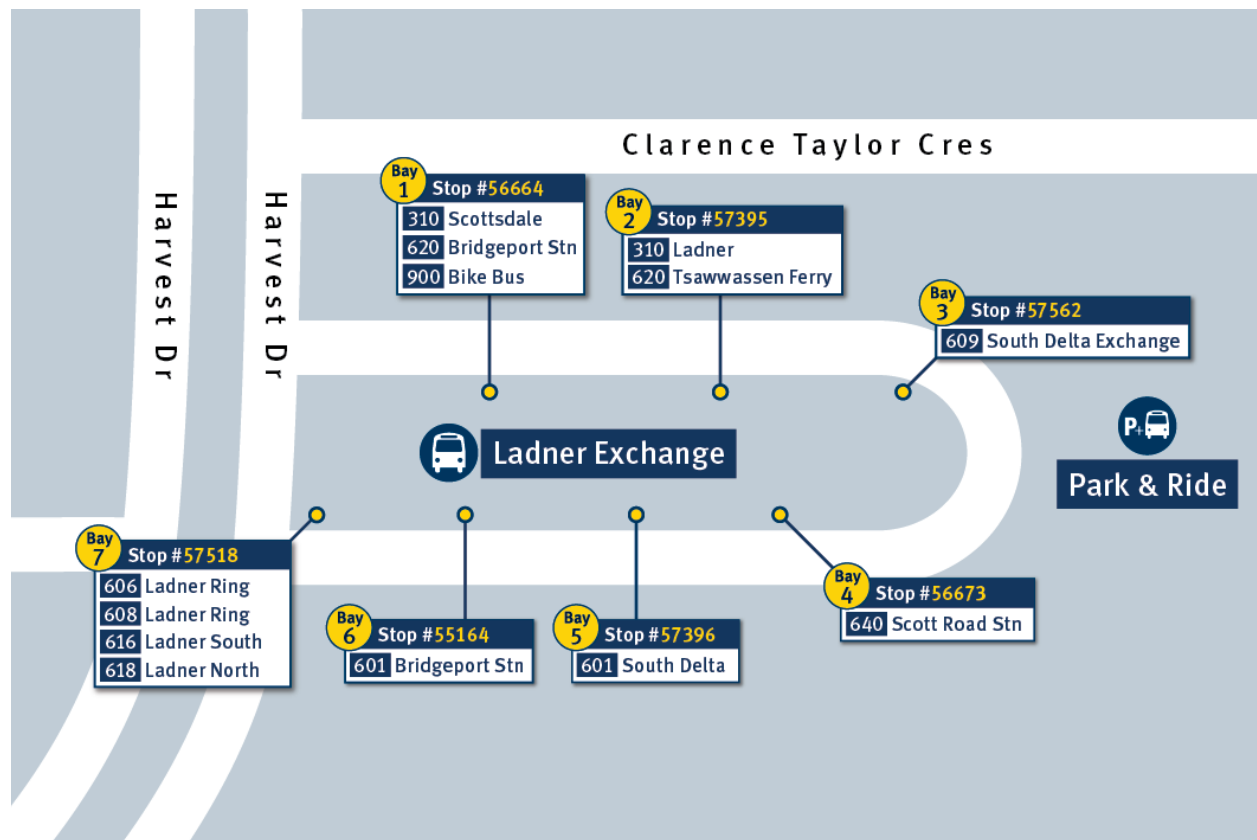 Clarence Taylor Cres
Harvest Dr
Harvest Dr
Bay 1
Stop #56664
310 Scottsdale
620 Bridgeport Stn
900 Bike Bus
Bay 2
Stop #57395
310 Ladner
620 Tsawwassen Ferry
Bay 3
Stop #57562
609 South Delta Exchange
Ladner Exchange
P+
Park & Ride
Bay 7
Stop #57518
606 Ladner Ring
608 Ladner Ring
616 Ladner South
618 Ladner North
Bay 6
Stop #55164
601 Bridgeport Stn
Bay 5
Stop #57396
601 South Delta
Bay 4
Stop #56673
640 Scott Road Stn